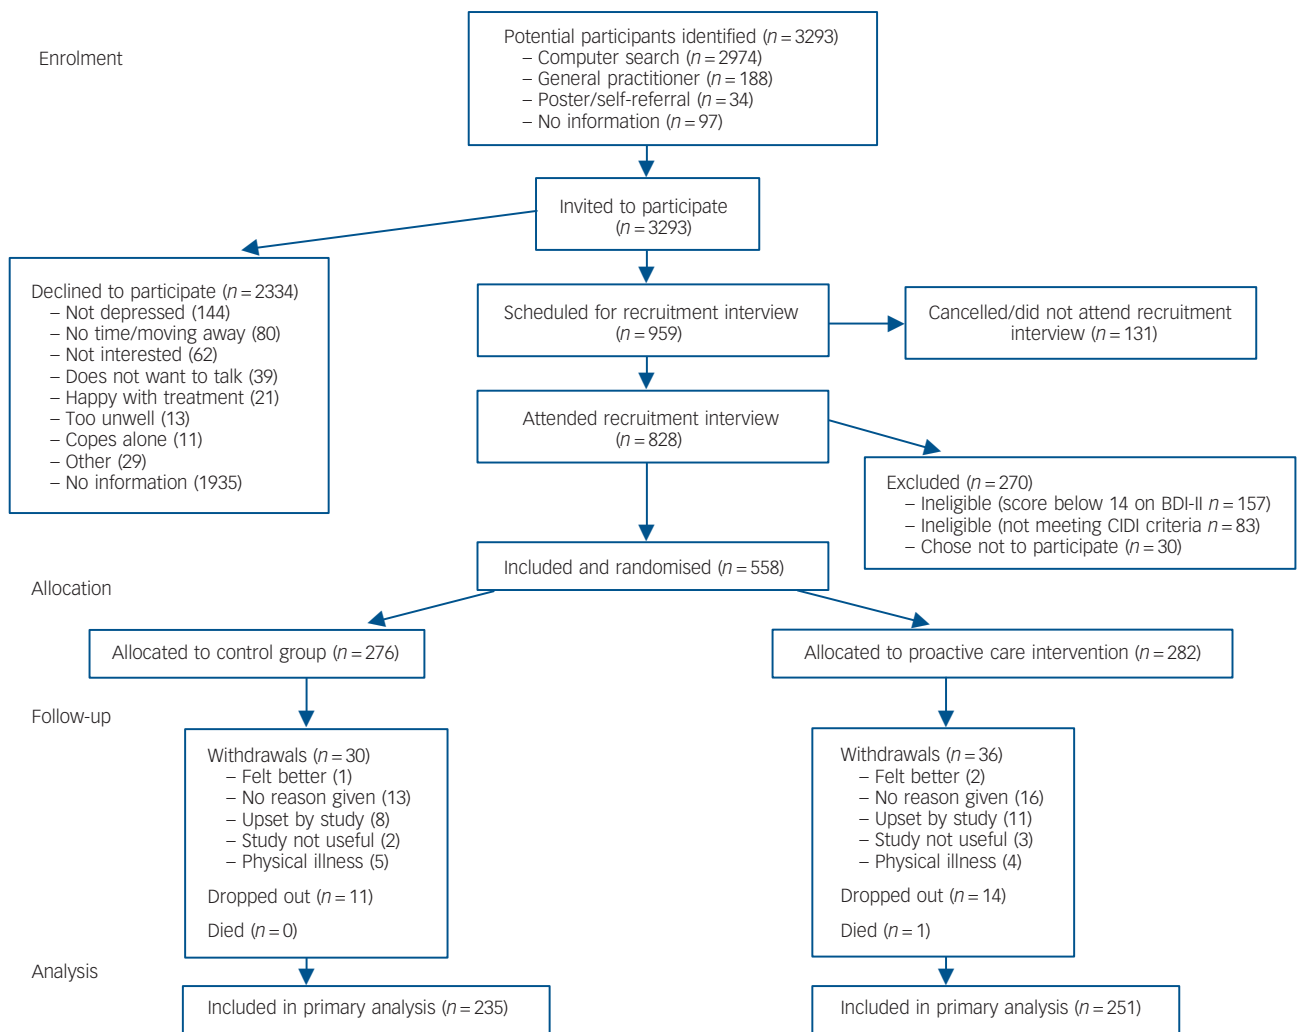 Enrolment
Potential participants identified (n = 3293)
– Computer search (n = 2974)
– General practitioner (n = 188)
– Poster/self-referral (n = 34)
– No information (n = 97)
Invited to participate
(n = 3293)
Declined to participate (n = 2334)
– Not depressed (144)
– No time/moving away (80)
– Not interested (62)
– Does not want to talk (39)
– Happy with treatment (21)
– Too unwell (13)
– Copes alone (11)
– Other (29)
– No information (1935)
Scheduled for recruitment interview
(n = 959)
Cancelled/did not attend recruitment
interview (n = 131)
Attended recruitment interview
(n = 828)
Excluded (n = 270)
– Ineligible (score below 14 on BDI-II n = 157)
– Ineligible (not meeting CIDI criteria n = 83)
– Chose not to participate (n = 30)
Included and randomised (n = 558)
Allocation
Allocated to control group (n = 276)
Allocated to proactive care intervention (n = 282)
Follow-up
Withdrawals (n = 30)
– Felt better (1)
– No reason given (13)
– Upset by study (8)
– Study not useful (2)
– Physical illness (5)
Dropped out (n = 11)
Died (n = 0)
Withdrawals (n = 36)
– Felt better (2)
– No reason given (16)
– Upset by study (11)
– Study not useful (3)
– Physical illness (4)
Dropped out (n = 14)
Died (n = 1)
Analysis
Included in primary analysis (n = 235)
Included in primary analysis (n = 251)